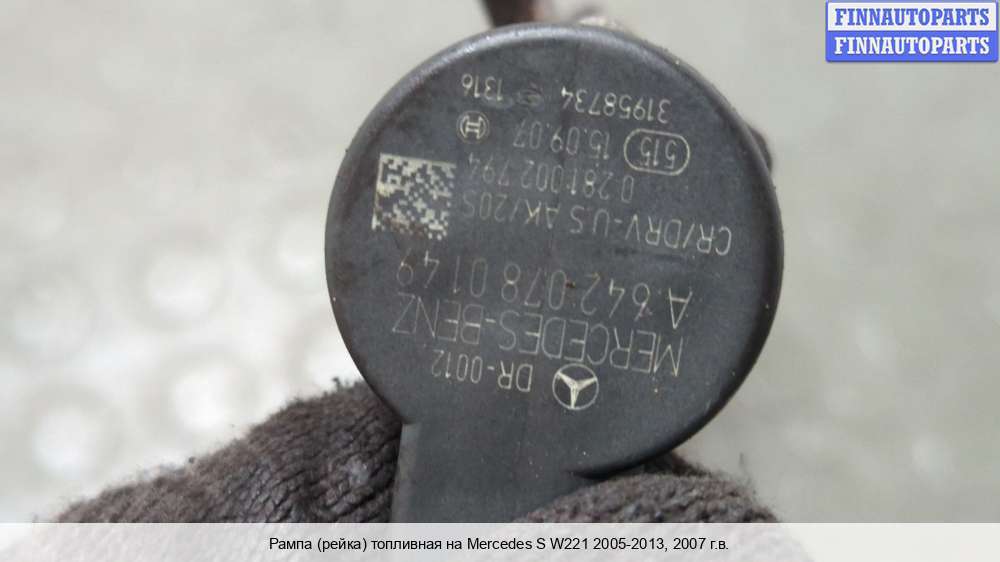 FINNAUTOPARTS
FINNAUTOPARTS
DR-0012
MERCEDES-BENZ
A 642 078 01 49
CR/DRV-U.S AK/20S
0 281 002 794
515 15.09.07
31958734 1316
Рампа (рейка) топливная на Mercedes S W221 2005-2013, 2007 г.в.